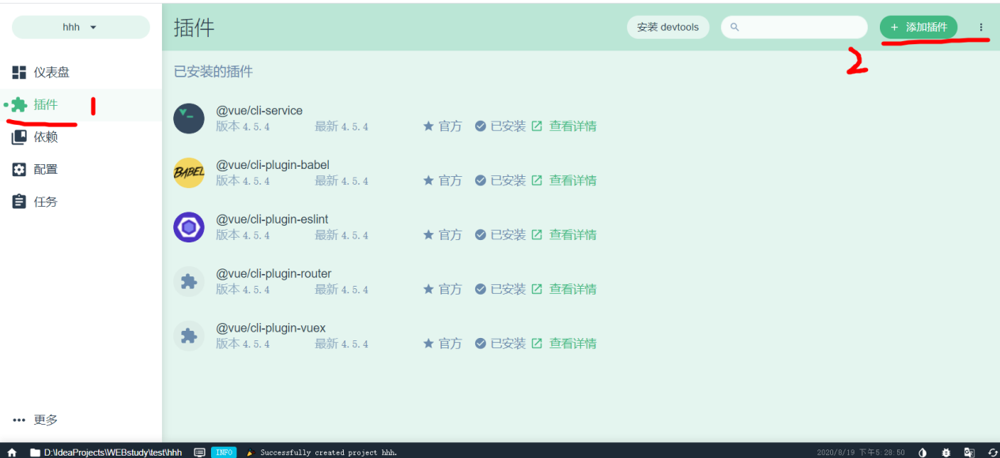 hhh
插件
安装 devtools
+ 添加插件
2
仪表盘
插件
1
依赖
配置
任务
已安装的插件
@vue/cli-service
版本 4.5.4 最新 4.5.4 官方 已安装 查看详情
BABEL
@vue/cli-plugin-babel
版本 4.5.4 最新 4.5.4 官方 已安装 查看详情
@vue/cli-plugin-eslint
版本 4.5.4 最新 4.5.4 官方 已安装 查看详情
@vue/cli-plugin-router
版本 4.5.4 最新 4.5.4 官方 已安装 查看详情
@vue/cli-plugin-vuex
版本 4.5.4 最新 4.5.4 官方 已安装 查看详情
更多
D:\IdeaProjects\WEBstudy\test\hhh INFO Successfully created project hhh. 2020/8/19 下午5:28:50